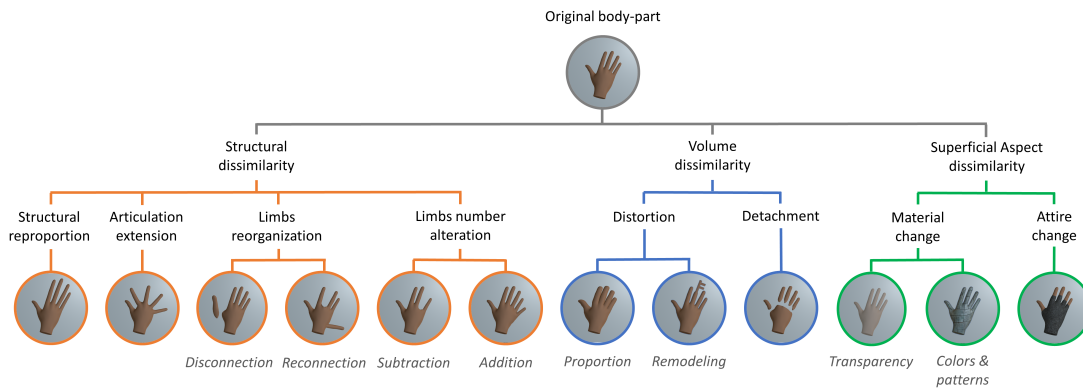 Original body-part
Structural
dissimilarity
Volume
dissimilarity
Superficial Aspect
dissimilarity
Structural
reproportion
Articulation
extension
Limbs
reorganization
Limbs number
alteration
Distortion
Detachment
Material
change
Attire
change
Disconnection
Reconnection
Subtraction
Addition
Proportion
Remodeling
Transparency
Colors &
patterns